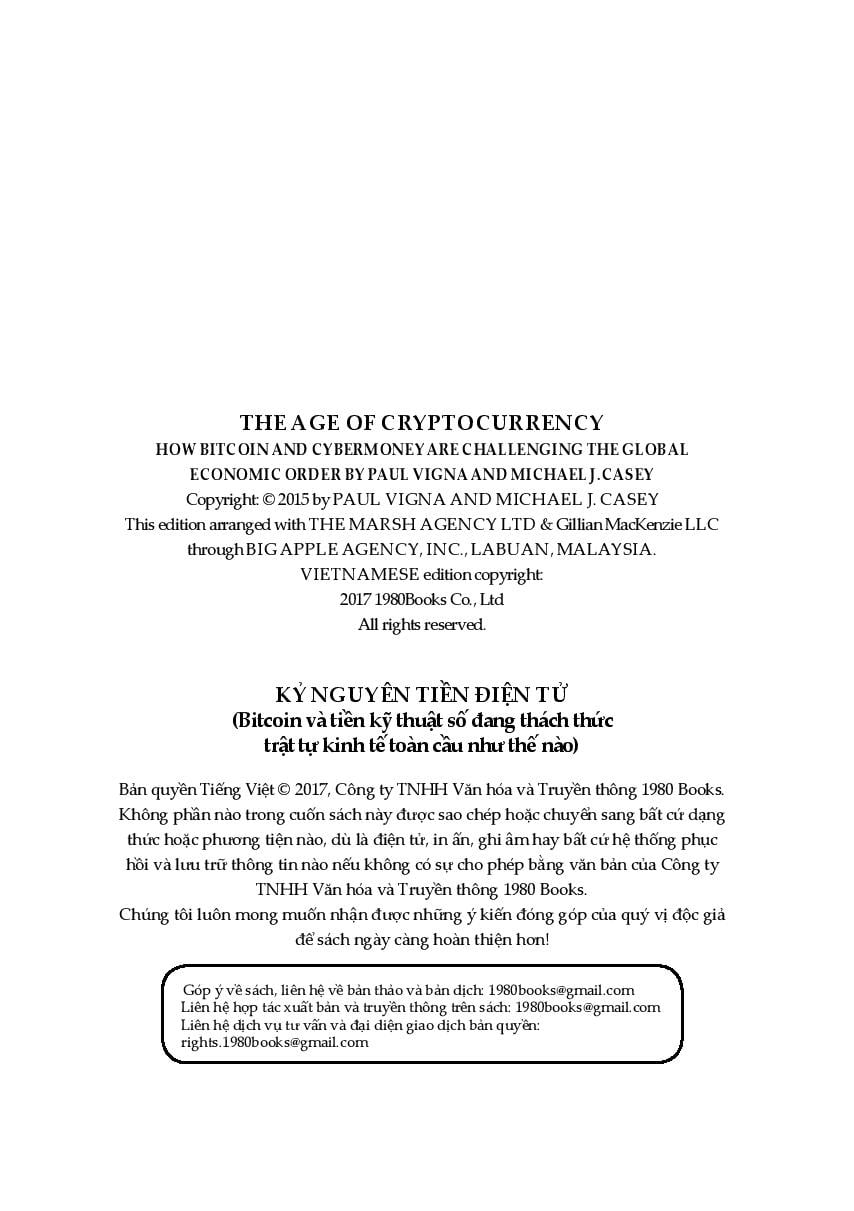 THE AGE OF CRYPTOCURRENCY
HOW BITCOIN AND CYBERMONEY ARE CHALLENGING THE GLOBAL
ECONOMIC ORDER BY PAUL VIGNA AND MICHAEL J. CASEY
Copyright: © 2015 by PAUL VIGNA AND MICHAEL J. CASEY
This edition arranged with THE MARSH AGENCY LTD & Gillian MacKenzie LLC
through BIG APPLE AGENCY, INC., LABUAN, MALAYSIA.
VIETNAMESE edition copyright:
2017 1980Books Co., Ltd
All rights reserved.
KỶ NGUYÊN TIỀN ĐIỆN TỬ
(Bitcoin và tiền kỹ thuật số đang thách thức
trật tự kinh tế toàn cầu như thế nào)
Bản quyền Tiếng Việt © 2017, Công ty TNHH Văn hóa và Truyền thông 1980 Books.
Không phần nào trong cuốn sách này được sao chép hoặc chuyển sang bất cứ dạng
thức hoặc phương tiện nào, dù là điện tử, in ấn, ghi âm hay bất cứ hệ thống phục
hồi và lưu trữ thông tin nào nếu không có sự cho phép bằng văn bản của Công ty
TNHH Văn hóa và Truyền thông 1980 Books.
Chúng tôi luôn mong muốn nhận được những ý kiến đóng góp của quý vị độc giả
để sách ngày càng hoàn thiện hơn!
Góp ý về sách, liên hệ về bản thảo và bản dịch: 1980books@gmail.com
Liên hệ hợp tác xuất bản và truyền thông trên sách: 1980books@gmail.com
Liên hệ dịch vụ tư vấn và đại diện giao dịch bản quyền:
rights.1980books@gmail.com